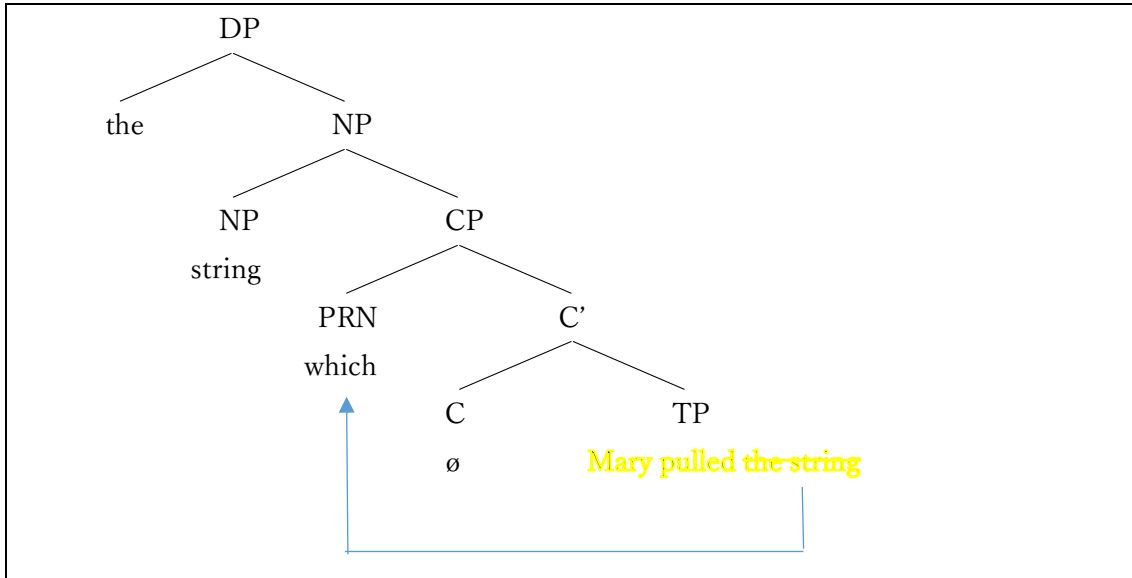 DP
the NP
NP CP
string
PRN C’
which
C TP
ø Mary pulled the string